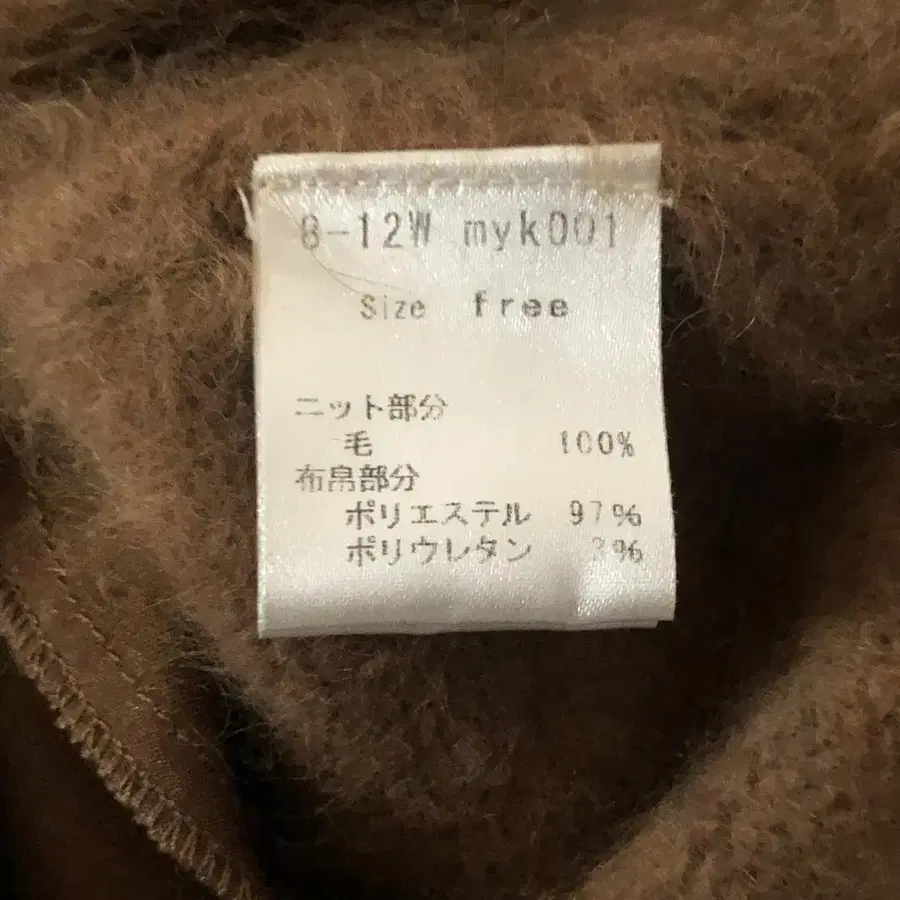 8-12W myk001
Size free
ニット部分
毛 100%
布帛部分
ポリエステル 97%
ポリウレタン 3%